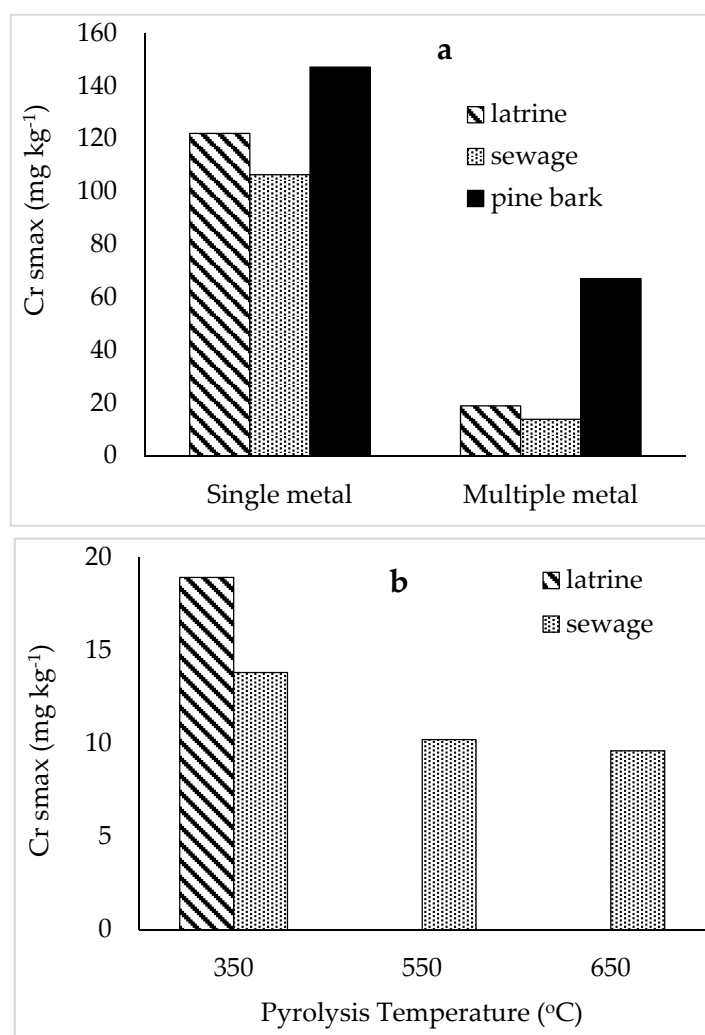 a
Cr smax (mg kg⁻¹)
160
140
120
100
80
60
40
20
0
latrine
sewage
pine bark
Single metal Multiple metal
b
Cr smax (mg kg⁻¹)
20
15
10
5
0
latrine
sewage
350 550 650
Pyrolysis Temperature (ºC)